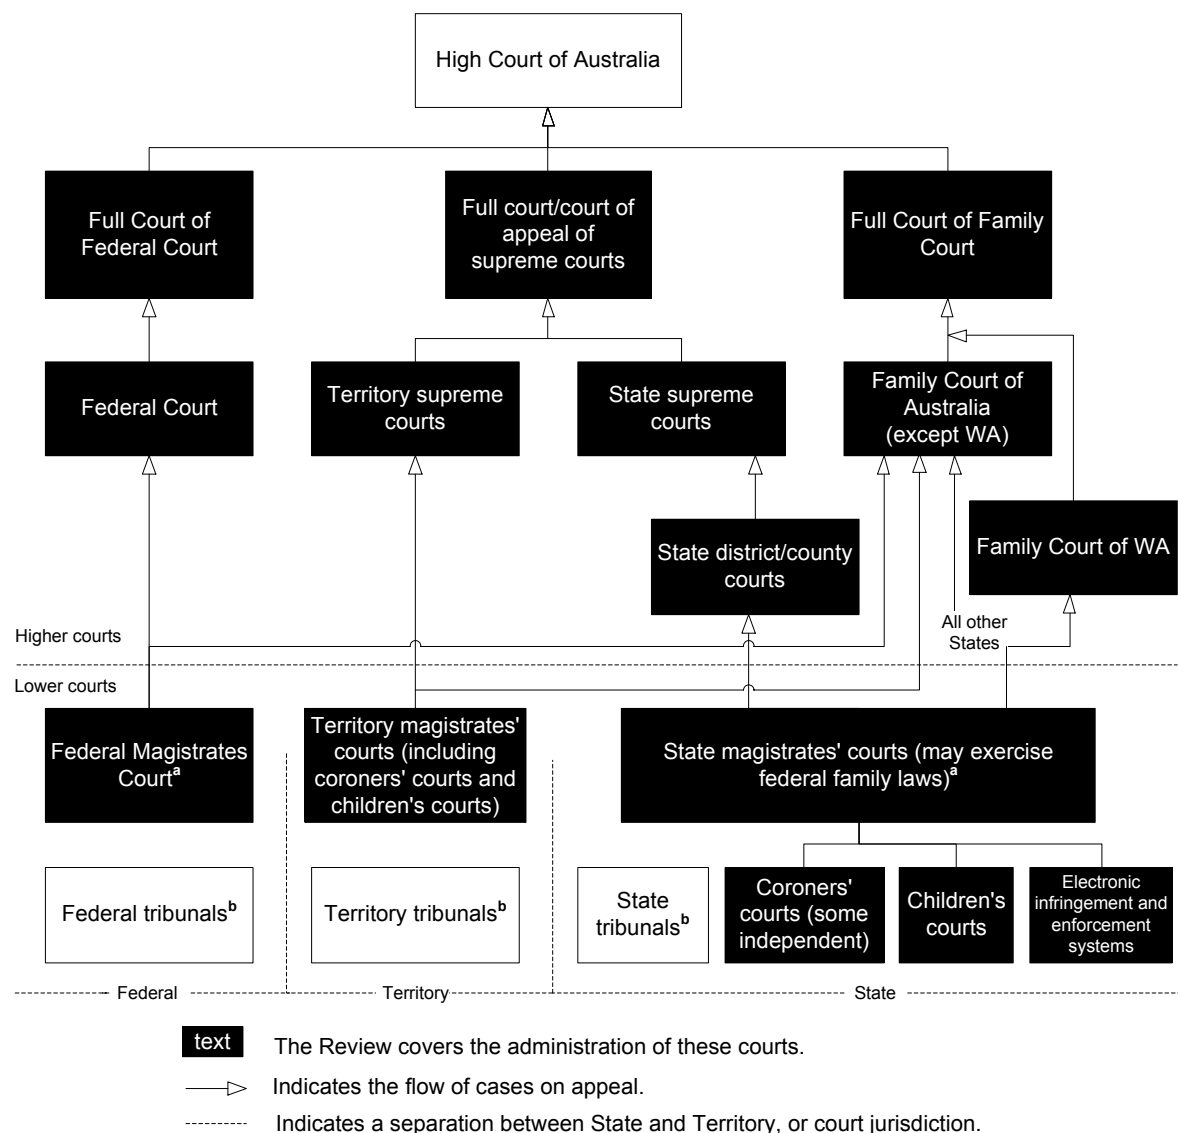 High Court of Australia
Full Court of
Federal Court
Full court/court of
appeal of
supreme courts
Full Court of Family
Court
Federal Court
Territory supreme
courts
State supreme
courts
Family Court of
Australia
(except WA)
State district/county
courts
Family Court of WA
Higher courts
All other
States
Lower courts
Federal Magistrates
Courtᵃ
Territory magistrates'
courts (including
coroners' courts and
children's courts)
State magistrates' courts (may exercise
federal family laws)ᵃ
Federal tribunalsᵇ
Territory tribunalsᵇ
State
tribunalsᵇ
Coroners'
courts (some
independent)
Children's
courts
Electronic
infringement and
enforcement
systems
Federal
Territory
State
text
The Review covers the administration of these courts.
Indicates the flow of cases on appeal.
Indicates a separation between State and Territory, or court jurisdiction.